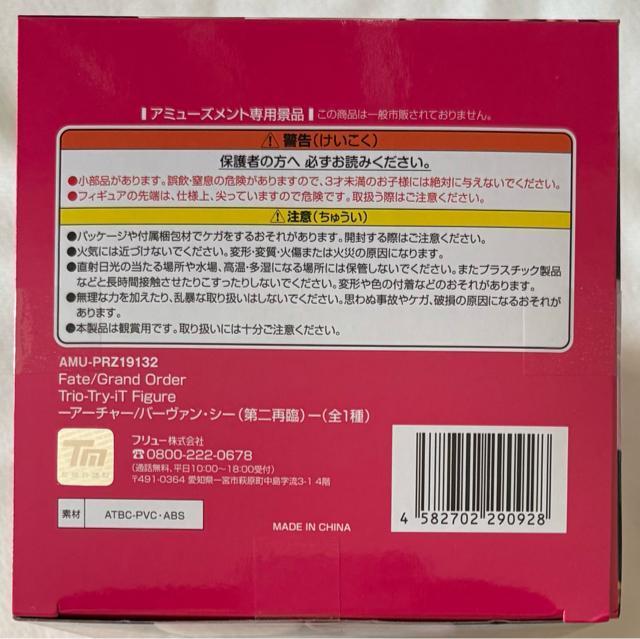 アミューズメント専用景品 この商品は一般市販されておりません。
⚠警告(けいこく)
保護者の方へ 必ずお読みください。
●小部品があります。誤飲・窒息の危険がありますので、3才未満のお子様には絶対に与えないでください。
●フィギュアの先端は、仕様上、尖っていますので危険です。取扱う際はご注意ください。
⚠注意(ちゅうい)
●パッケージや付属梱包材でケガをするおそれがあります。開封する際はご注意ください。
●火気には近づけないでください。変形・変質・火傷または火災の原因になります。
●直射日光の当たる場所や水場、高温・多湿になる場所には保管しないでください。またプラスチック製品
などと長時間接触させたりこすったりしないでください。変形や色の付着などのおそれがあります。
●無理な力を加えたり、乱暴な取り扱いはしないでください。思わぬ事故やケガ、破損の原因になるおそれが
あります。
●本製品は観賞用です。取り扱いには十分ご注意ください。
AMU-PRZ19132
Fate/Grand Order
Trio-Try-iT Figure
ーアーチャー/バーヴァン・シー(第二再臨)ー(全1種)
Tm
フリュー株式会社
☎0800-222-0678
(通話無料、平日10:00~18:00受付)
〒491-0364 愛知県一宮市萩原町中島字流3-1 4階
素材 ATBC-PVC・ABS
MADE IN CHINA
4 582702 290928